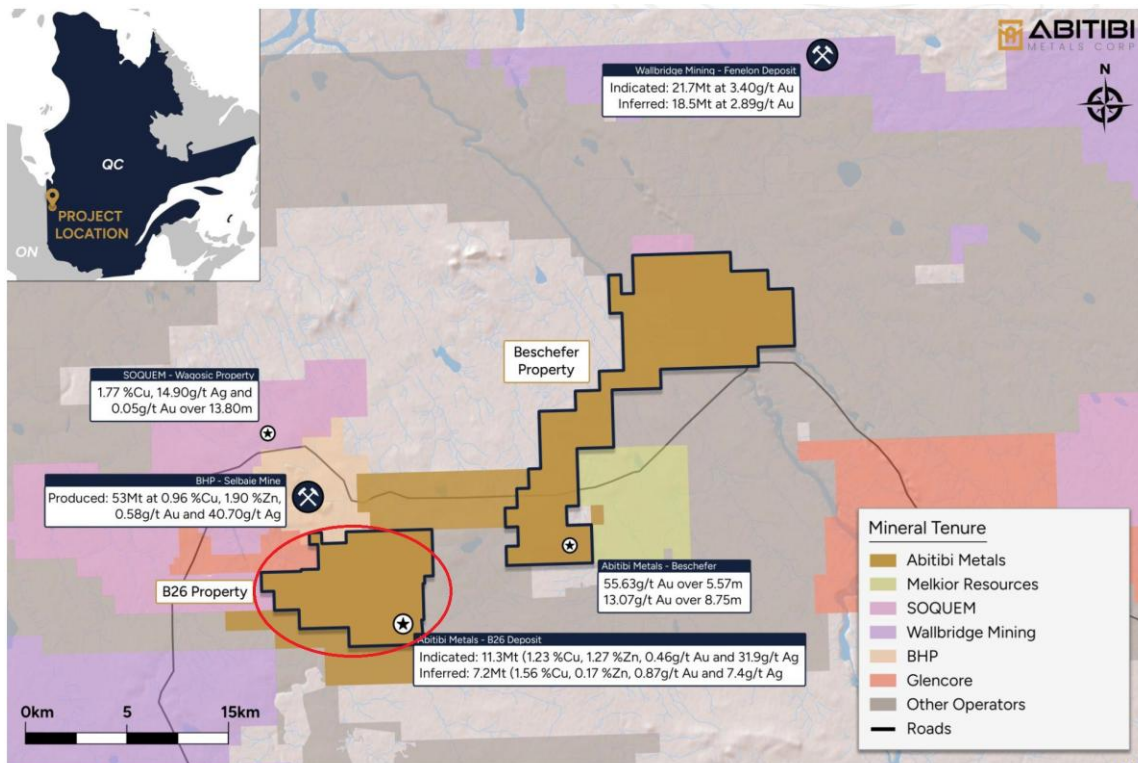 ABITIBI
METALS CORP
N
QC
PROJECT
LOCATION
ON
Wallbridge Mining - Fenelon Deposit
Indicated: 21.7Mt at 3.40g/t Au
Inferred: 18.5Mt at 2.89g/t Au
Beschefer
Property
SOQUEM - Wagosic Property
1.77 %Cu, 14.90g/t Ag and
0.05g/t Au over 13.80m
BHP - Selbaie Mine
Produced: 53Mt at 0.96 %Cu, 1.90 %Zn,
0.58g/t Au and 40.70g/t Ag
B26 Property
Abitibi Metals - Beschefer
55.63g/t Au over 5.57m
13.07g/t Au over 8.75m
Abitibi Metals - B26 Deposit
Indicated: 11.3Mt (1.23 %Cu, 1.27 %Zn, 0.46g/t Au and 31.9g/t Ag
Inferred: 7.2Mt (1.56 %Cu, 0.17 %Zn, 0.87g/t Au and 7.4g/t Ag
0km 5 15km
Mineral Tenure
Abitibi Metals
Melkior Resources
SOQUEM
Wallbridge Mining
BHP
Glencore
Other Operators
Roads